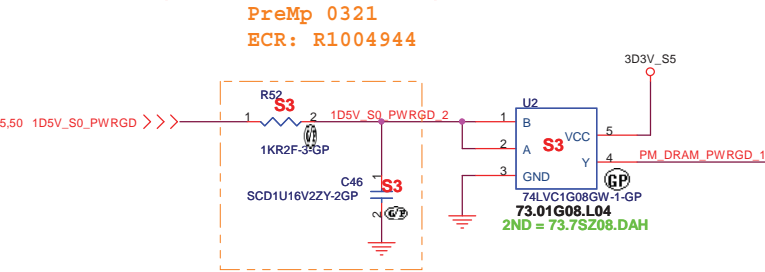 PreMp 0321
ECR: R1004944
3D3V_S5
R52
S3
5,50 1D5V_S0_PWRGD
1
2
1D5V_S0_PWRGD_2
1KR2F-3-GP
U2
1
B
2
A
3
GND
S3
VCC
5
Y
4
PM_DRAM_PWRGD_1
GP
74LVC1G08GW-1-GP
73.01G08.L04
2ND = 73.7SZ08.DAH
1
C46
S3
SCD1U16V2ZY-2GP
2
G/P